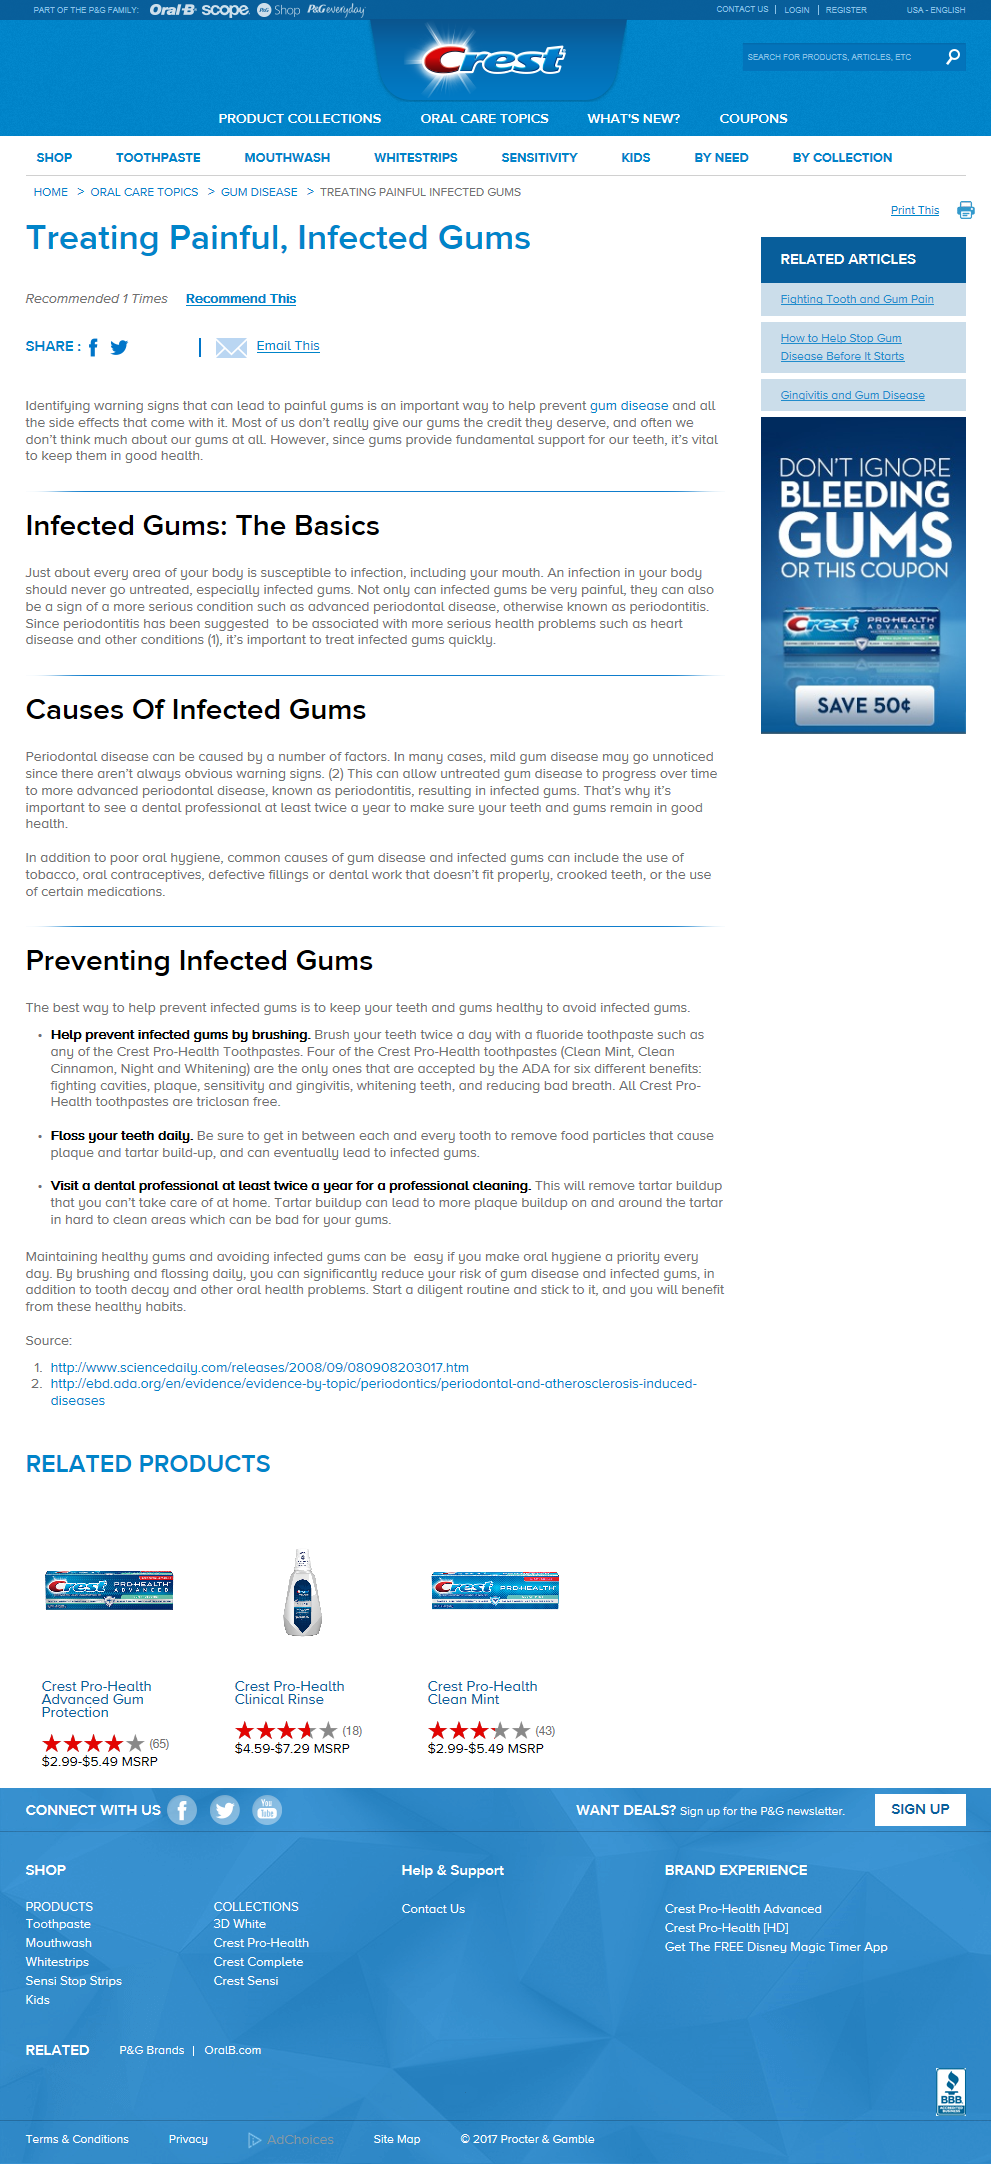 PART OF THE P&G FAMILY: Oral-B scope P&G Shop P&G everyday
CONTACT US | LOGIN | REGISTER USA - ENGLISH
Crest
SEARCH FOR PRODUCTS, ARTICLES, ETC
PRODUCT COLLECTIONS ORAL CARE TOPICS WHAT'S NEW? COUPONS
SHOP TOOTHPASTE MOUTHWASH WHITESTRIPS SENSITIVITY KIDS BY NEED BY COLLECTION
HOME > ORAL CARE TOPICS > GUM DISEASE > TREATING PAINFUL INFECTED GUMS
Print This
Treating Painful, Infected Gums
Recommended 1 Times Recommend This
SHARE : | Email This
Identifying warning signs that can lead to painful gums is an important way to help prevent gum disease and all
the side effects that come with it. Most of us don't really give our gums the credit they deserve, and often we
don't think much about our gums at all. However, since gums provide fundamental support for our teeth, it's vital
to keep them in good health.
RELATED ARTICLES
Fighting Tooth and Gum Pain
How to Help Stop Gum
Disease Before It Starts
Gingivitis and Gum Disease
DON'T IGNORE
BLEEDING
GUMS
OR THIS COUPON
Crest PRO-HEALTH
ADVANCED
SAVE 50¢
Infected Gums: The Basics
Just about every area of your body is susceptible to infection, including your mouth. An infection in your body
should never go untreated, especially infected gums. Not only can infected gums be very painful, they can also
be a sign of a more serious condition such as advanced periodontal disease, otherwise known as periodontitis.
Since periodontitis has been suggested  to be associated with more serious health problems such as heart
disease and other conditions (1), it's important to treat infected gums quickly.
Causes Of Infected Gums
Periodontal disease can be caused by a number of factors. In many cases, mild gum disease may go unnoticed
since there aren't always obvious warning signs. (2) This can allow untreated gum disease to progress over time
to more advanced periodontal disease, known as periodontitis, resulting in infected gums. That's why it's
important to see a dental professional at least twice a year to make sure your teeth and gums remain in good
health.
In addition to poor oral hygiene, common causes of gum disease and infected gums can include the use of
tobacco, oral contraceptives, defective fillings or dental work that doesn't fit properly, crooked teeth, or the use
of certain medications.
Preventing Infected Gums
The best way to help prevent infected gums is to keep your teeth and gums healthy to avoid infected gums.
• Help prevent infected gums by brushing. Brush your teeth twice a day with a fluoride toothpaste such as
any of the Crest Pro-Health Toothpastes. Four of the Crest Pro-Health toothpastes (Clean Mint, Clean
Cinnamon, Night and Whitening) are the only ones that are accepted by the ADA for six different benefits:
fighting cavities, plaque, sensitivity and gingivitis, whitening teeth, and reducing bad breath. All Crest Pro-
Health toothpastes are triclosan free.
• Floss your teeth daily. Be sure to get in between each and every tooth to remove food particles that cause
plaque and tartar build-up, and can eventually lead to infected gums.
• Visit a dental professional at least twice a year for a professional cleaning. This will remove tartar buildup
that you can't take care of at home. Tartar buildup can lead to more plaque buildup on and around the tartar
in hard to clean areas which can be bad for your gums.
Maintaining healthy gums and avoiding infected gums can be  easy if you make oral hygiene a priority every
day. By brushing and flossing daily, you can significantly reduce your risk of gum disease and infected gums, in
addition to tooth decay and other oral health problems. Start a diligent routine and stick to it, and you will benefit
from these healthy habits.
Source:
1. http://www.sciencedaily.com/releases/2008/09/080908203017.htm
2. http://ebd.ada.org/en/evidence/evidence-by-topic/periodontics/periodontal-and-atherosclerosis-induced-
diseases
RELATED PRODUCTS
Crest PRO-HEALTH
ADVANCED
Crest PRO-HEALTH
Crest Pro-Health
Advanced Gum
Protection
(65)
$2.99-$5.49 MSRP
Crest Pro-Health
Clinical Rinse
(18)
$4.59-$7.29 MSRP
Crest Pro-Health
Clean Mint
(43)
$2.99-$5.49 MSRP
CONNECT WITH US You Tube
WANT DEALS? Sign up for the P&G newsletter. SIGN UP
SHOP
PRODUCTS
Toothpaste
Mouthwash
Whitestrips
Sensi Stop Strips
Kids
COLLECTIONS
3D White
Crest Pro-Health
Crest Complete
Crest Sensi
Help & Support
Contact Us
BRAND EXPERIENCE
Crest Pro-Health Advanced
Crest Pro-Health [HD]
Get The FREE Disney Magic Timer App
RELATED P&G Brands | OralB.com
BBB
Terms & Conditions Privacy AdChoices Site Map © 2017 Procter & Gamble